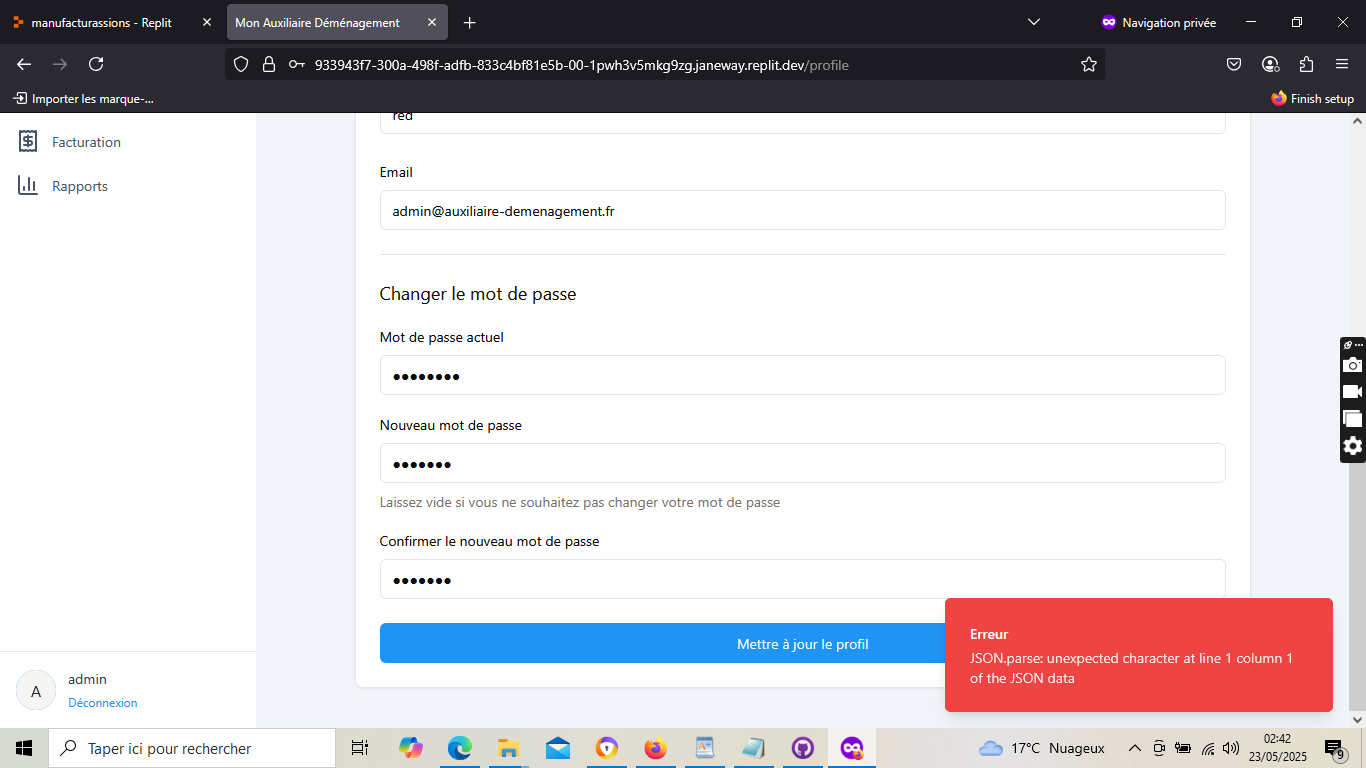 manufacturassions - Replit
Mon Auxiliaire Déménagement
Navigation privée
933943f7-300a-498f-adfb-833c4bf81e5b-00-1pwh3v5mkg9zg.janeway.replit.dev/profile
Importer les marque-...
Finish setup
Facturation
Rapports
red
Email
admin@auxiliaire-demenagement.fr
Changer le mot de passe
Mot de passe actuel
●●●●●●●●
Nouveau mot de passe
●●●●●●●
Laissez vide si vous ne souhaitez pas changer votre mot de passe
Confirmer le nouveau mot de passe
●●●●●●●
Mettre à jour le profil
Erreur
JSON.parse: unexpected character at line 1 column 1
of the JSON data
A
admin
Déconnexion
Taper ici pour rechercher
17°C Nuageux
02:42
23/05/2025
9